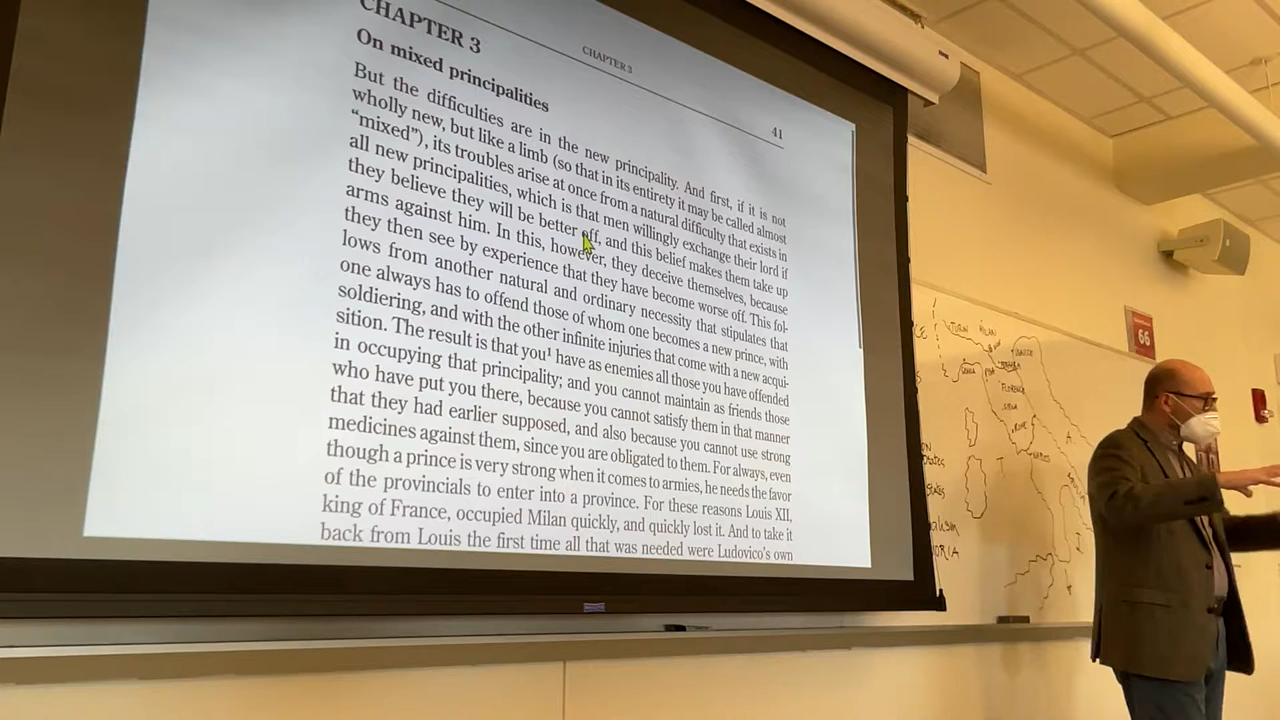 CHAPTER 3
CHAPTER 3
41
On mixed principalities
But the difficulties are in the new principality. And first, if it is not
wholly new, but like a limb (so that in its entirety it may be called almost
“mixed”), its troubles arise at once from a natural difficulty that exists in
all new principalities, which is that men willingly exchange their lord if
they believe they will be better off, and this belief makes them take up
arms against him. In this, however, they deceive themselves, because
they then see by experience that they have become worse off. This fol-
lows from another natural and ordinary necessity that stipulates that
one always has to offend those of whom one becomes a new prince, with
soldiering, and with the other infinite injuries that come with a new acqui-
sition. The result is that you¹ have as enemies all those you have offended
in occupying that principality; and you cannot maintain as friends those
who have put you there, because you cannot satisfy them in that manner
that they had earlier supposed, and also because you cannot use strong
medicines against them, since you are obligated to them. For always, even
though a prince is very strong when it comes to armies, he needs the favor
of the provincials to enter into a province. For these reasons Louis XII,
king of France, occupied Milan quickly, and quickly lost it. And to take it
back from Louis the first time all that was needed were Ludovico’s own
66
TURIN MILAN
GENOA
FLORENCE
SIENA
ROME
NAPLES